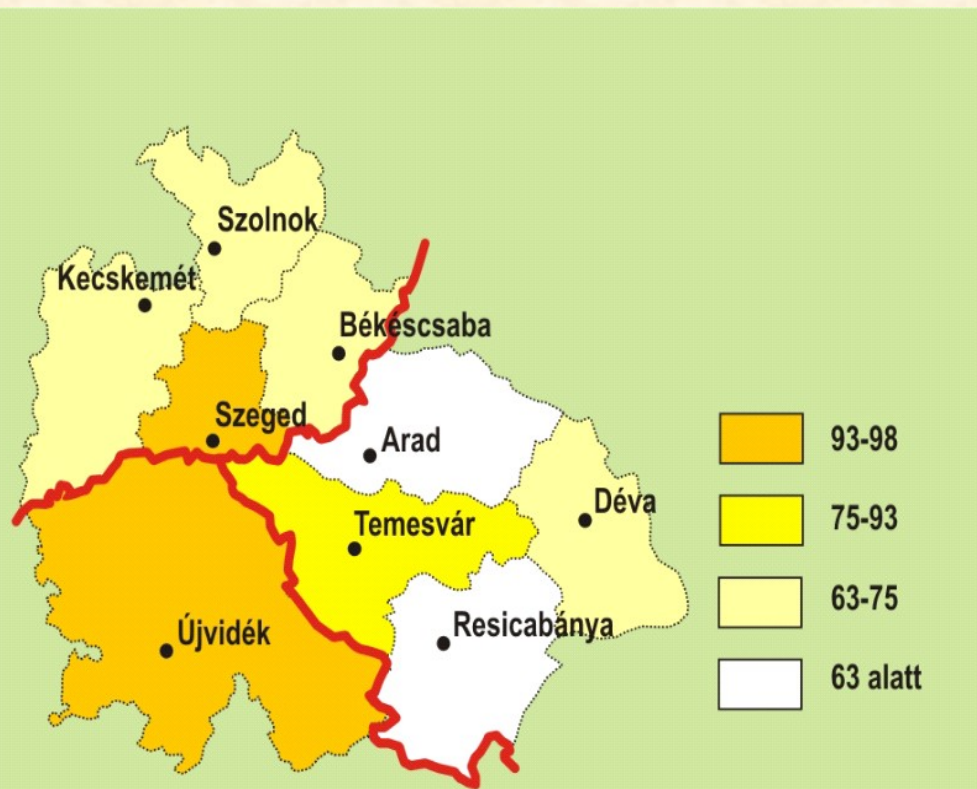 Szolnok
Kecskemét
Békéscsaba
Szeged
Arad
Déva
Temesvár
Újvidék
Resicabánya
93-98
75-93
63-75
63 alatt